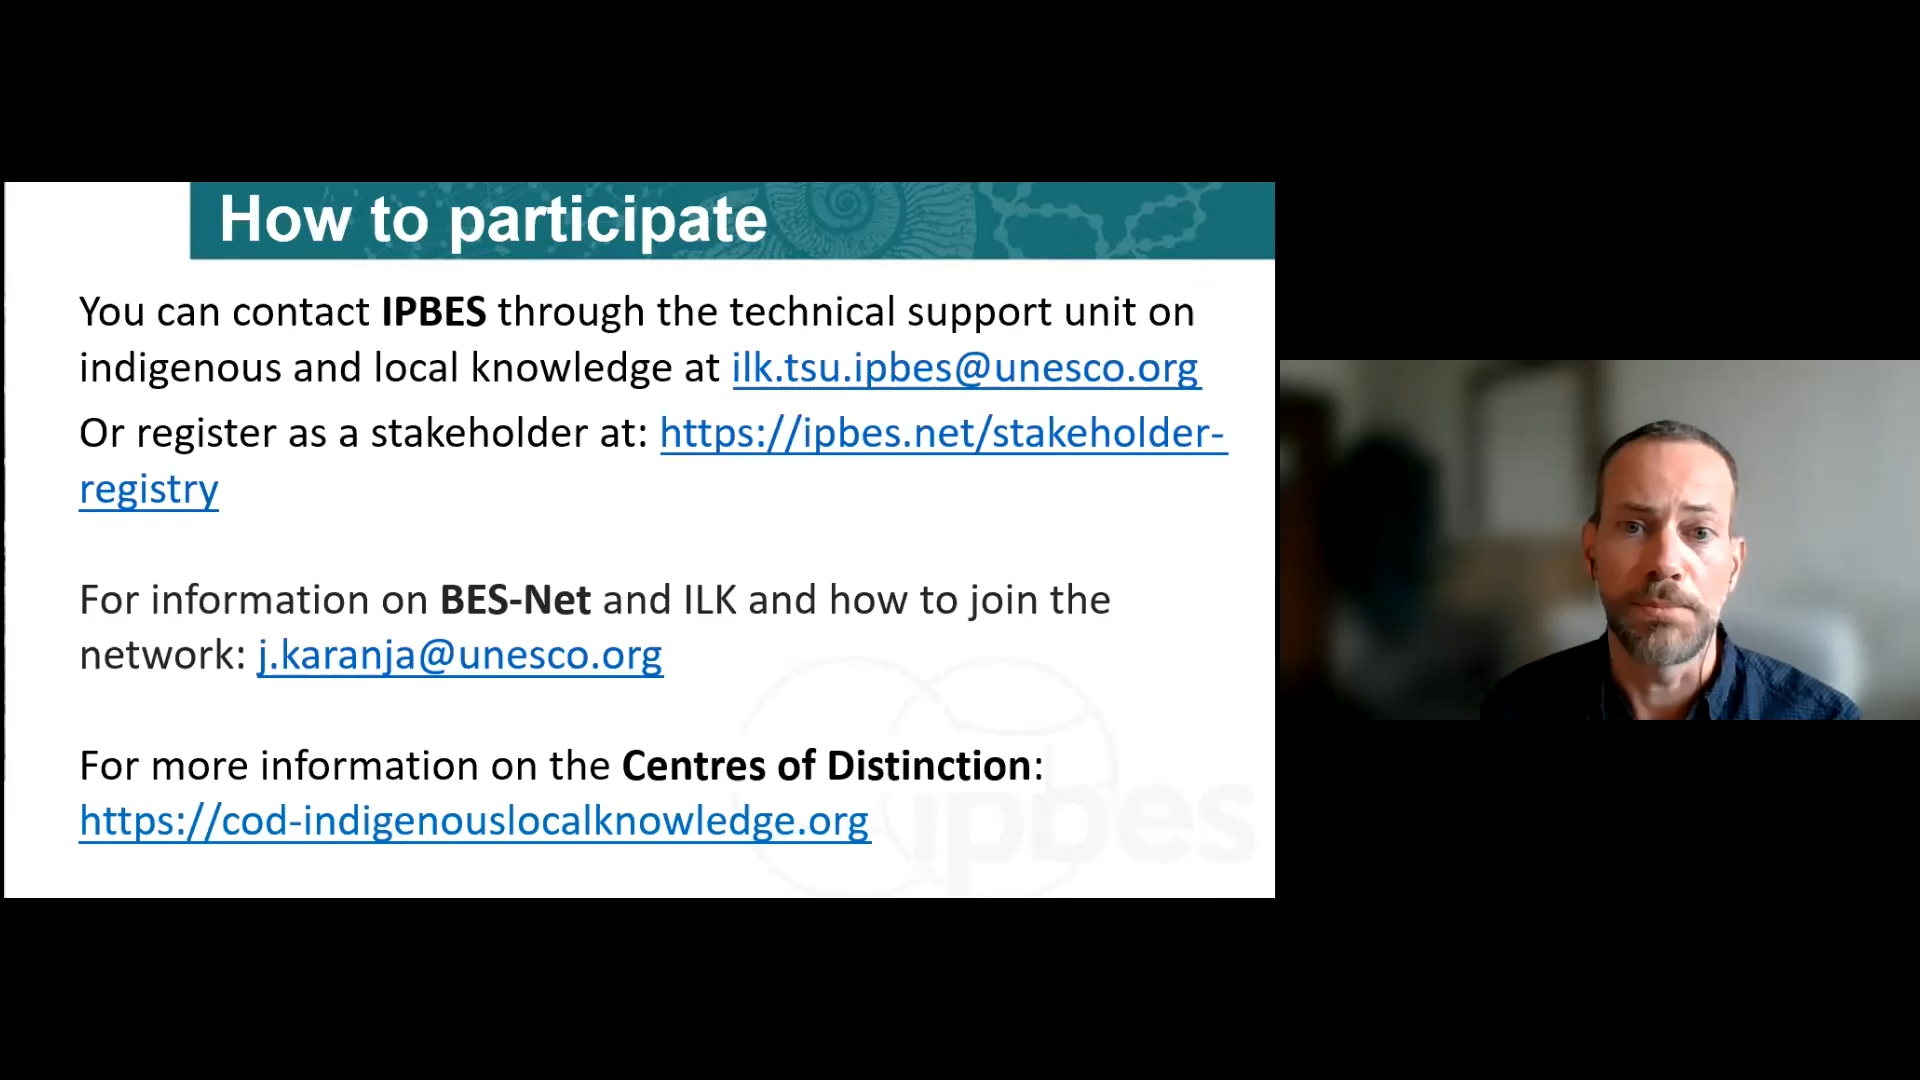 How to participate
You can contact IPBES through the technical support unit on
indigenous and local knowledge at ilk.tsu.ipbes@unesco.org
Or register as a stakeholder at: https://ipbes.net/stakeholder-
registry
For information on BES-Net and ILK and how to join the
network: j.karanja@unesco.org
For more information on the Centres of Distinction:
https://cod-indigenouslocalknowledge.org
ipbes